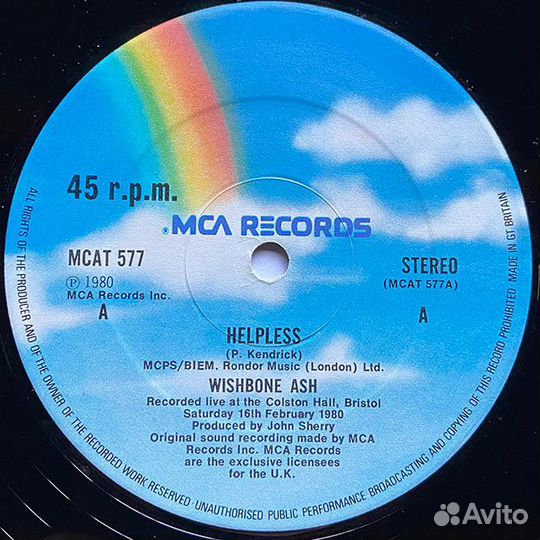 45 r.p.m.
MCA RECORDS
MCAT 577
℗ 1980
MCA Records Inc.
A
STEREO
(MCAT 577A)
A
HELPLESS
(P. Kendrick)
MCPS/BIEM. Rondor Music (London) Ltd.
WISHBONE ASH
Recorded live at the Colston Hall, Bristol
Saturday 16th February 1980
Produced by John Sherry
Original sound recording made by MCA
Records Inc. MCA Records
are the exclusive licensees
for the U.K.
ALL RIGHTS OF THE PRODUCER AND OF THE OWNER OF THE RECORDED WORK RESERVED · UNAUTHORISED PUBLIC PERFORMANCE BROADCASTING AND COPYING OF THIS RECORD PROHIBITED MADE IN GT BRITAIN
Avito